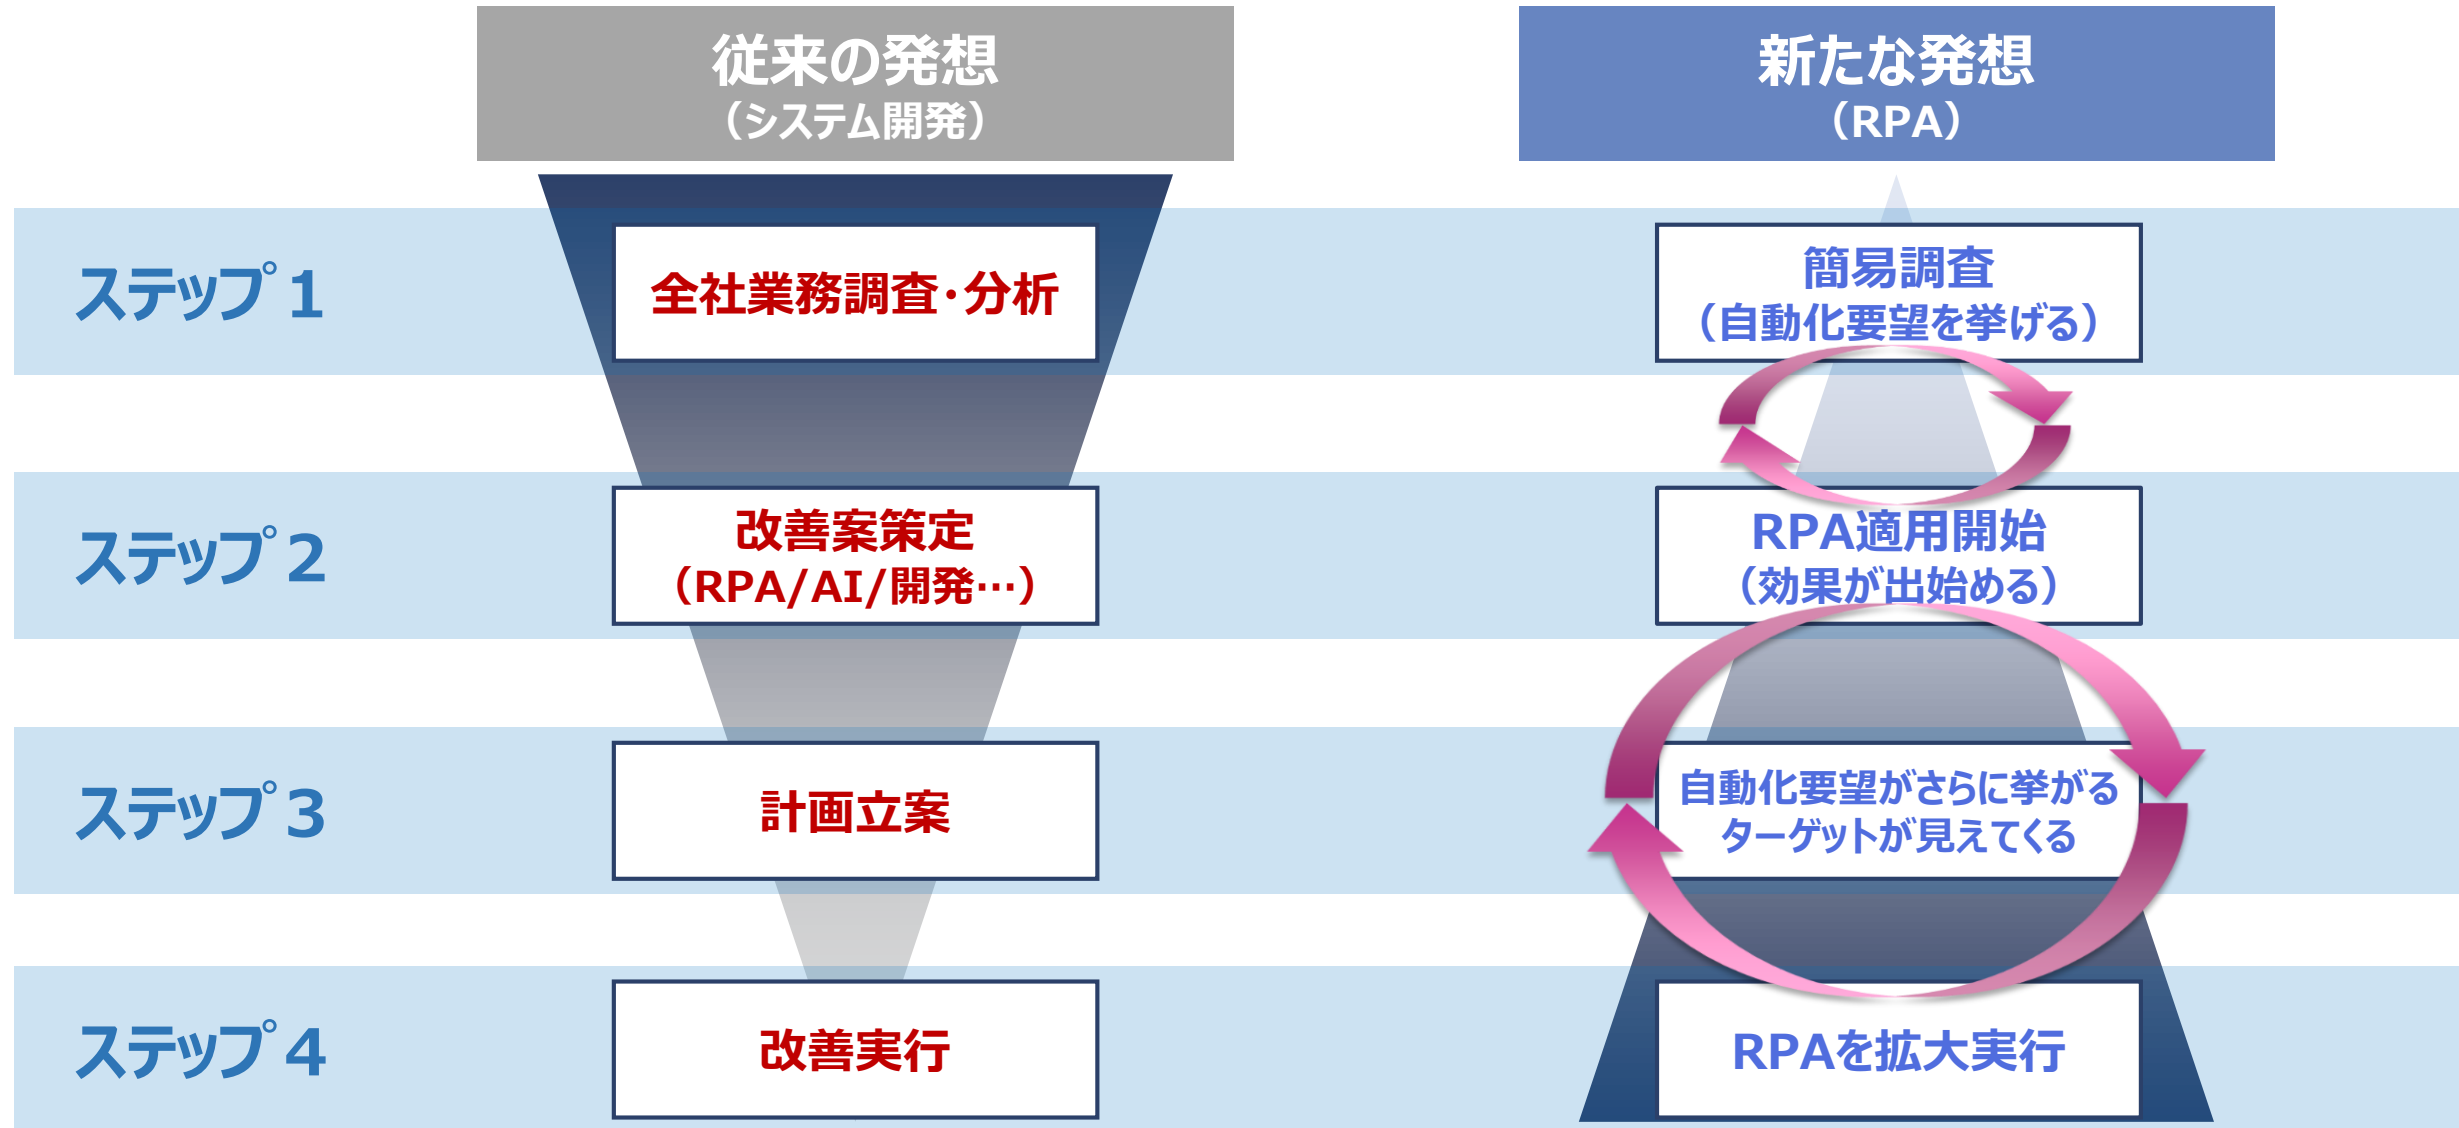 従来の発想
（システム開発）
新たな発想
（RPA）
ステップ１
全社業務調査・分析
簡易調査
（自動化要望を挙げる）
ステップ２
改善案策定
（RPA/AI/開発…）
RPA適用開始
（効果が出始める）
ステップ３
計画立案
自動化要望がさらに挙がる
ターゲットが見えてくる
ステップ４
改善実行
RPAを拡大実行